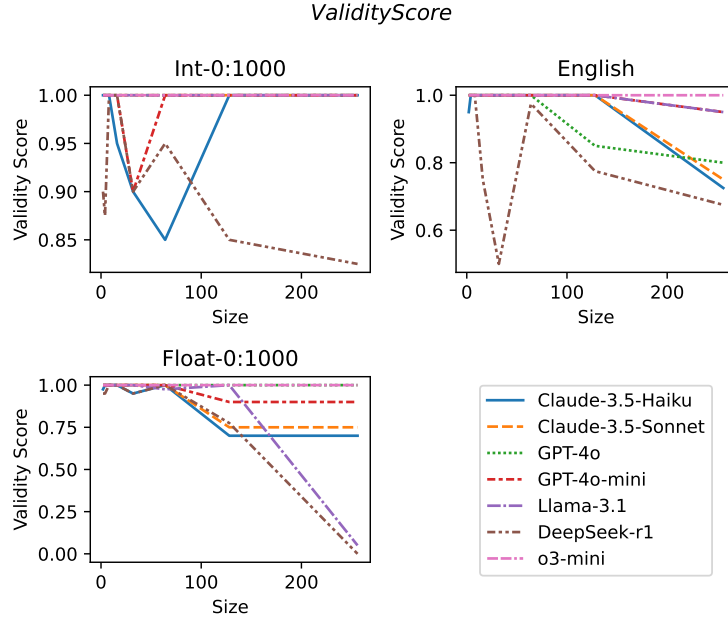 ValidityScore
Int-0:1000
1.00
0.95
0.90
0.85
Validity Score
0
100
200
Size
English
1.0
0.8
0.6
Validity Score
0
100
200
Size
Float-0:1000
1.00
0.75
0.50
0.25
0.00
Validity Score
0
100
200
Size
Claude-3.5-Haiku
Claude-3.5-Sonnet
GPT-4o
GPT-4o-mini
Llama-3.1
DeepSeek-r1
o3-mini